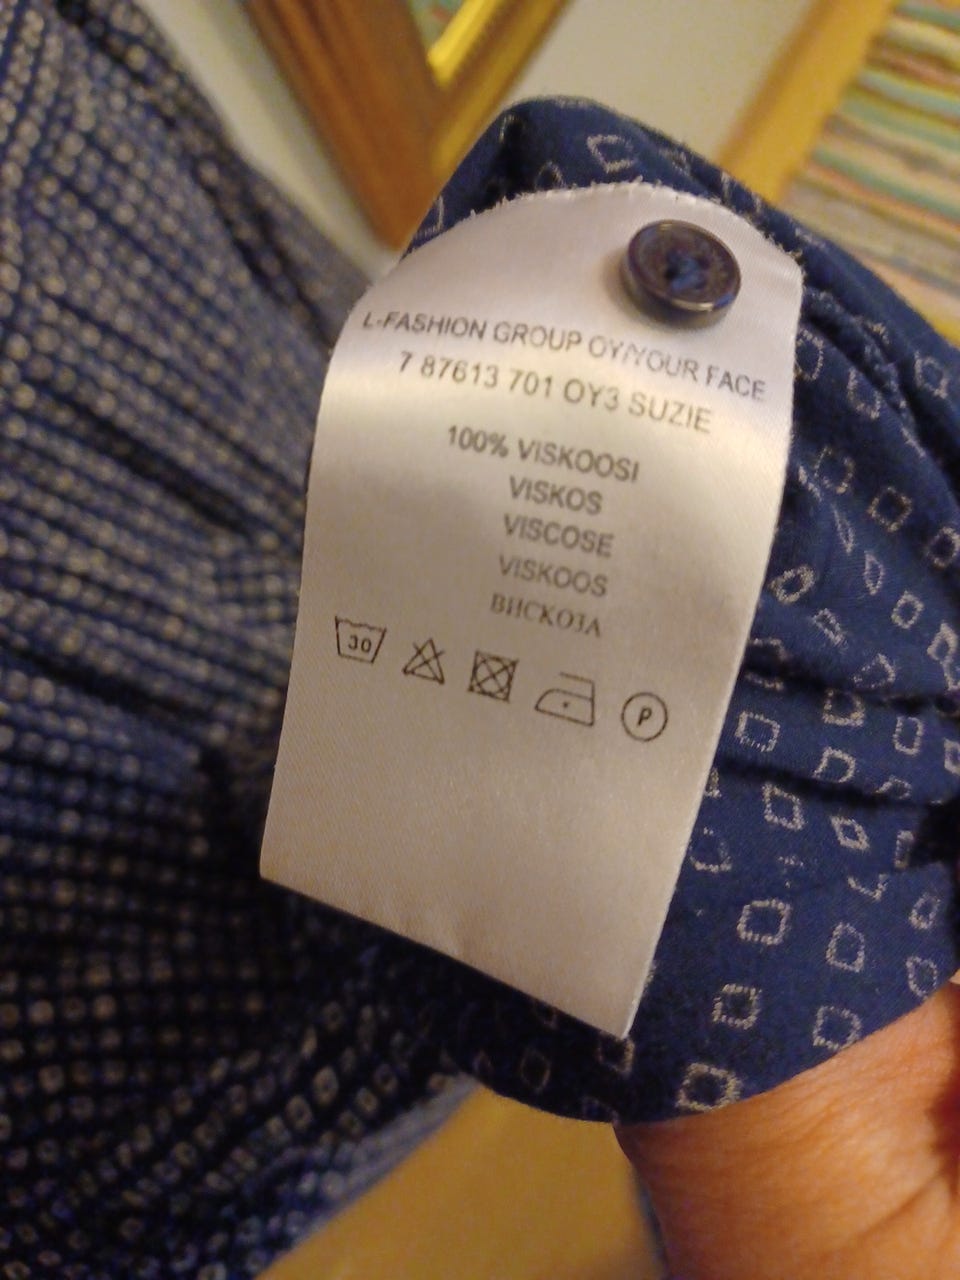 L-FASHION GROUP OY/YOUR FACE
7 87613 701 OY3 SUZIE
100% VISKOOSI
VISKOS
VISCOSE
VISKOOS
ВИСКОЗА
30
P